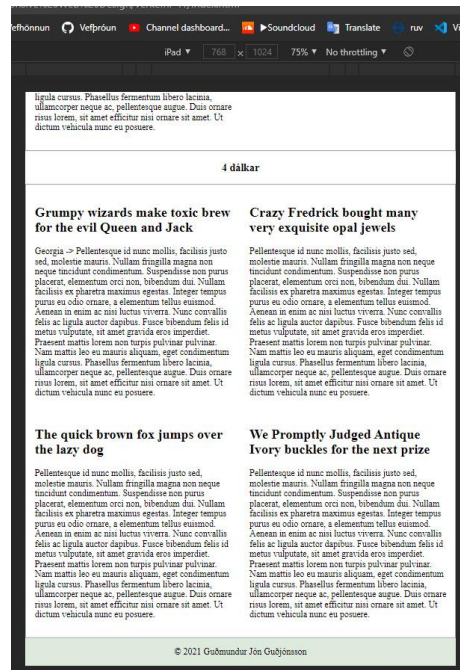 efhönnun Vefþróun Channel dashboard... ▶Soundcloud Translate ruv Vi
iPad ▼ 768 x 1024 75% ▼ No throttling ▼
ligula cursus. Phasellus fermentum libero lacinia,
ullamcorper neque ac, pellentesque augue. Duis ornare
risus lorem, sit amet efficitur nisi ornare sit amet. Ut
dictum vehicula nunc eu posuere.
4 dálkar
Grumpy wizards make toxic brew
for the evil Queen and Jack
Georgia -> Pellentesque id nunc mollis, facilisis justo
sed, molestie mauris. Nullam fringilla magna non
neque tincidunt condimentum. Suspendisse non purus
placerat, elementum orci non, bibendum dui. Nullam
facilisis ex pharetra maximus egestas. Integer tempus
purus eu odio ornare, a elementum tellus euismod.
Aenean in enim ac nisi luctus viverra. Nunc convallis
felis ac ligula auctor dapibus. Fusce bibendum felis id
metus vulputate, sit amet gravida eros imperdiet.
Praesent mattis lorem non turpis pulvinar pulvinar.
Nam mattis leo eu mauris aliquam, eget condimentum
ligula cursus. Phasellus fermentum libero lacinia,
ullamcorper neque ac, pellentesque augue. Duis ornare
risus lorem, sit amet efficitur nisi ornare sit amet. Ut
dictum vehicula nunc eu posuere.
Crazy Fredrick bought many
very exquisite opal jewels
Pellentesque id nunc mollis, facilisis justo sed,
molestie mauris. Nullam fringilla magna non neque
tincidunt condimentum. Suspendisse non purus
placerat, elementum orci non, bibendum dui. Nullam
facilisis ex pharetra maximus egestas. Integer tempus
purus eu odio ornare, a elementum tellus euismod.
Aenean in enim ac nisi luctus viverra. Nunc convallis
felis ac ligula auctor dapibus. Fusce bibendum felis id
metus vulputate, sit amet gravida eros imperdiet.
Praesent mattis lorem non turpis pulvinar pulvinar.
Nam mattis leo eu mauris aliquam, eget condimentum
ligula cursus. Phasellus fermentum libero lacinia,
ullamcorper neque ac, pellentesque augue. Duis ornare
risus lorem, sit amet efficitur nisi ornare sit amet. Ut
dictum vehicula nunc eu posuere.
The quick brown fox jumps over
the lazy dog
Pellentesque id nunc mollis, facilisis justo sed,
molestie mauris. Nullam fringilla magna non neque
tincidunt condimentum. Suspendisse non purus
placerat, elementum orci non, bibendum dui. Nullam
facilisis ex pharetra maximus egestas. Integer tempus
purus eu odio ornare, a elementum tellus euismod.
Aenean in enim ac nisi luctus viverra. Nunc convallis
felis ac ligula auctor dapibus. Fusce bibendum felis id
metus vulputate, sit amet gravida eros imperdiet.
Praesent mattis lorem non turpis pulvinar pulvinar.
Nam mattis leo eu mauris aliquam, eget condimentum
ligula cursus. Phasellus fermentum libero lacinia,
ullamcorper neque ac, pellentesque augue. Duis ornare
risus lorem, sit amet efficitur nisi ornare sit amet. Ut
dictum vehicula nunc eu posuere.
We Promptly Judged Antique
Ivory buckles for the next prize
Pellentesque id nunc mollis, facilisis justo sed,
molestie mauris. Nullam fringilla magna non neque
tincidunt condimentum. Suspendisse non purus
placerat, elementum orci non, bibendum dui. Nullam
facilisis ex pharetra maximus egestas. Integer tempus
purus eu odio ornare, a elementum tellus euismod.
Aenean in enim ac nisi luctus viverra. Nunc convallis
felis ac ligula auctor dapibus. Fusce bibendum felis id
metus vulputate, sit amet gravida eros imperdiet.
Praesent mattis lorem non turpis pulvinar pulvinar.
Nam mattis leo eu mauris aliquam, eget condimentum
ligula cursus. Phasellus fermentum libero lacinia,
ullamcorper neque ac, pellentesque augue. Duis ornare
risus lorem, sit amet efficitur nisi ornare sit amet. Ut
dictum vehicula nunc eu posuere.
© 2021 Guðmundur Jón Guðjónsson